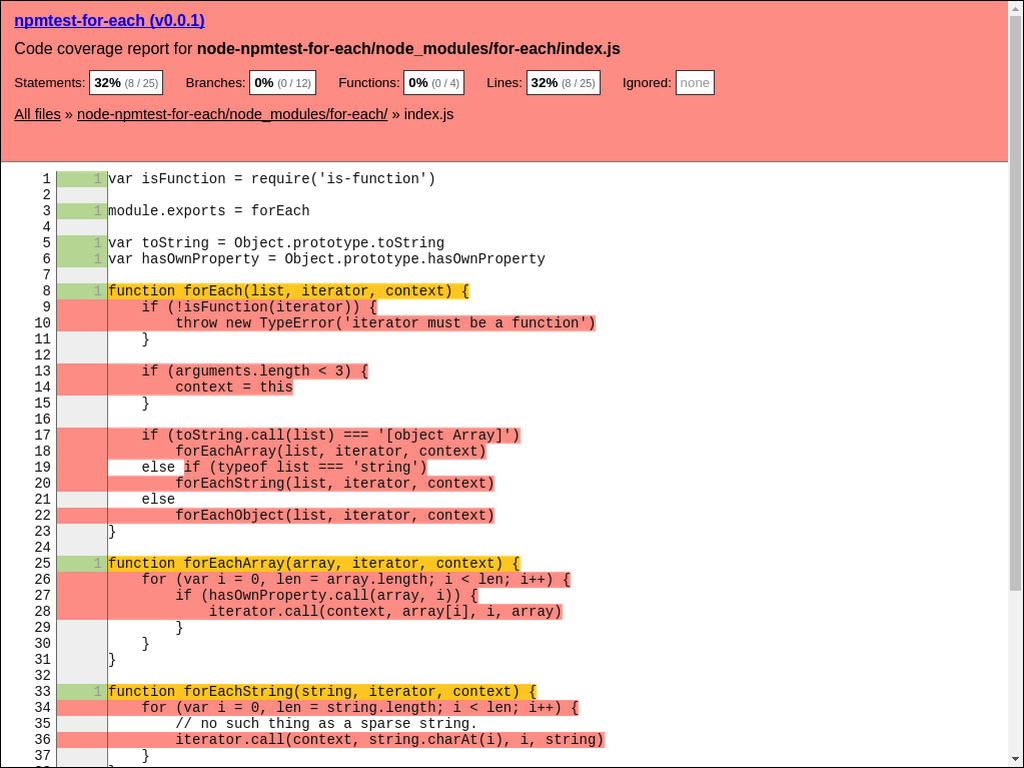 npmtest-for-each (v0.0.1)
Code coverage report for node-npmtest-for-each/node_modules/for-each/index.js
Statements: 32% (8 / 25) Branches: 0% (0 / 12) Functions: 0% (0 / 4) Lines: 32% (8 / 25) Ignored: none
All files » node-npmtest-for-each/node_modules/for-each/ » index.js
1 1 var isFunction = require('is-function')
2
3 1 module.exports = forEach
4
5 1 var toString = Object.prototype.toString
6 1 var hasOwnProperty = Object.prototype.hasOwnProperty
7
8 1 function forEach(list, iterator, context) {
9 if (!isFunction(iterator)) {
10 throw new TypeError('iterator must be a function')
11 }
12
13 if (arguments.length < 3) {
14 context = this
15 }
16
17 if (toString.call(list) === '[object Array]')
18 forEachArray(list, iterator, context)
19 else if (typeof list === 'string')
20 forEachString(list, iterator, context)
21 else
22 forEachObject(list, iterator, context)
23 }
24
25 1 function forEachArray(array, iterator, context) {
26 for (var i = 0, len = array.length; i < len; i++) {
27 if (hasOwnProperty.call(array, i)) {
28 iterator.call(context, array[i], i, array)
29 }
30 }
31 }
32
33 1 function forEachString(string, iterator, context) {
34 for (var i = 0, len = string.length; i < len; i++) {
35 // no such thing as a sparse string.
36 iterator.call(context, string.charAt(i), i, string)
37 }